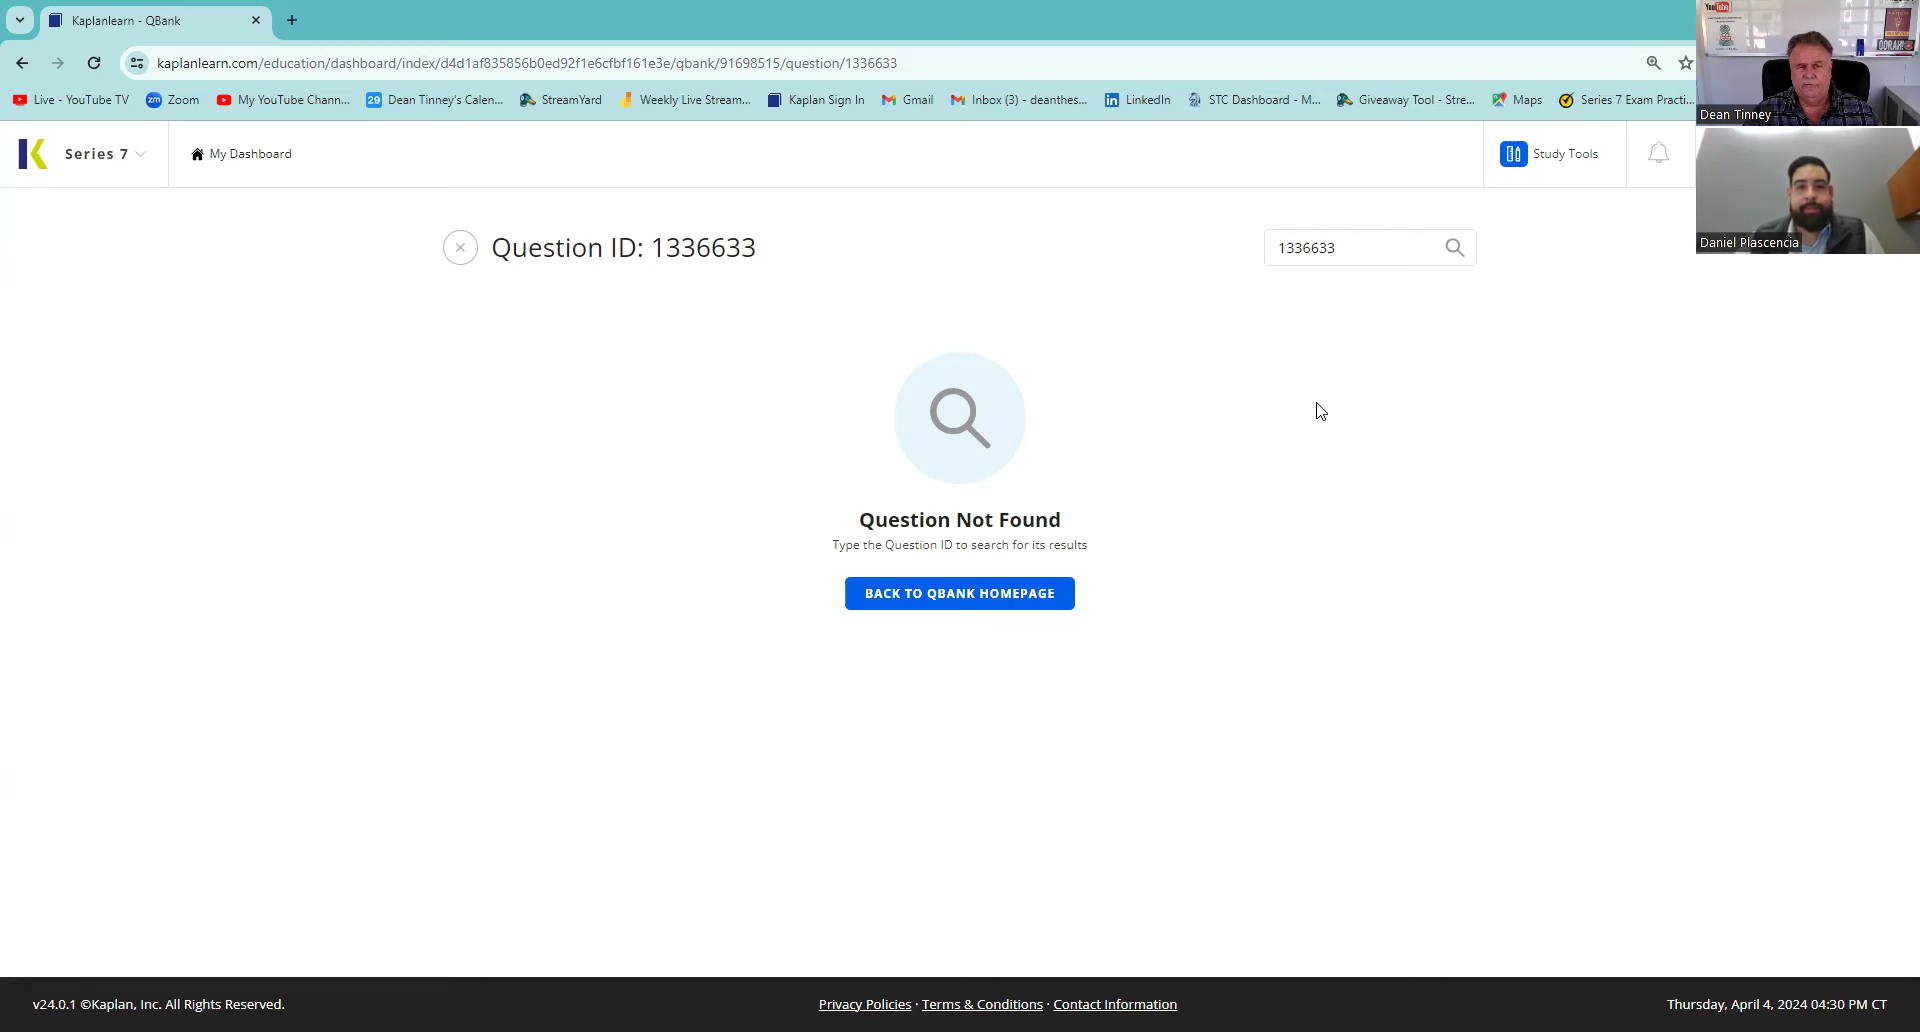 Kaplanlearn - QBank
kaplanlearn.com/education/dashboard/index/d4d1af835856b0ed92f1e6cfbf161e3e/qbank/91698515/question/1336633
Live - YouTube TV
zm Zoom
My YouTube Chann...
29 Dean Tinney's Calen...
StreamYard
Weekly Live Stream...
Kaplan Sign In
Gmail
Inbox (3) - deanthes...
in LinkedIn
STC Dashboard - M...
Giveaway Tool - Stre...
Maps
Series 7 Exam Practi...
YouTube
OORAH!
Dean Tinney
Daniel Plascencia
Series 7
My Dashboard
Study Tools
Question ID: 1336633
1336633
Question Not Found
Type the Question ID to search for its results
BACK TO QBANK HOMEPAGE
v24.0.1 ©Kaplan, Inc. All Rights Reserved.
Privacy Policies · Terms & Conditions · Contact Information
Thursday, April 4, 2024 04:30 PM CT